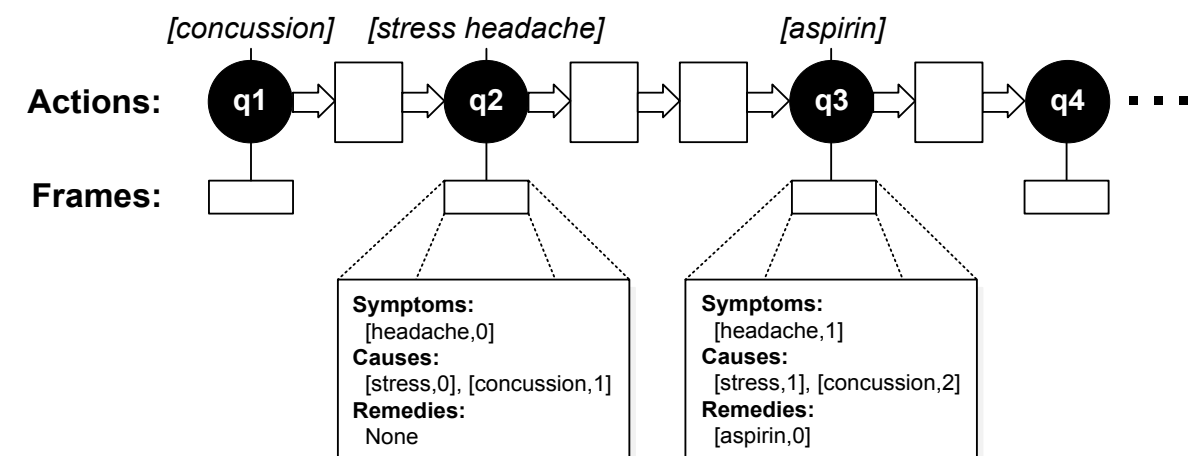 [concussion] [stress headache] [aspirin]
Actions: q1 q2 q3 q4
Frames:
Symptoms:
[headache,0]
Causes:
[stress,0], [concussion,1]
Remedies:
None
Symptoms:
[headache,1]
Causes:
[stress,1], [concussion,2]
Remedies:
[aspirin,0]